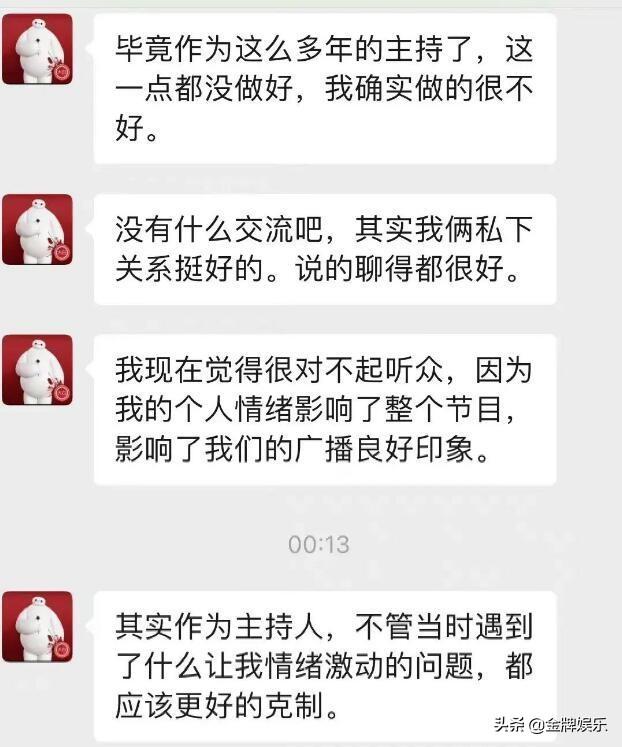 毕竟作为这么多年的主持了，这
一点都没做好，我确实做的很不
好。
没有什么交流吧，其实我俩私下
关系挺好的。说的聊得都很好。
我现在觉得很对不起听众，因为
我的个人情绪影响了整个节目，
影响了我们的广播良好印象。
00:13
其实作为主持人，不管当时遇到
了什么让我情绪激动的问题，都
应该更好的克制。
头条 @金牌娱乐